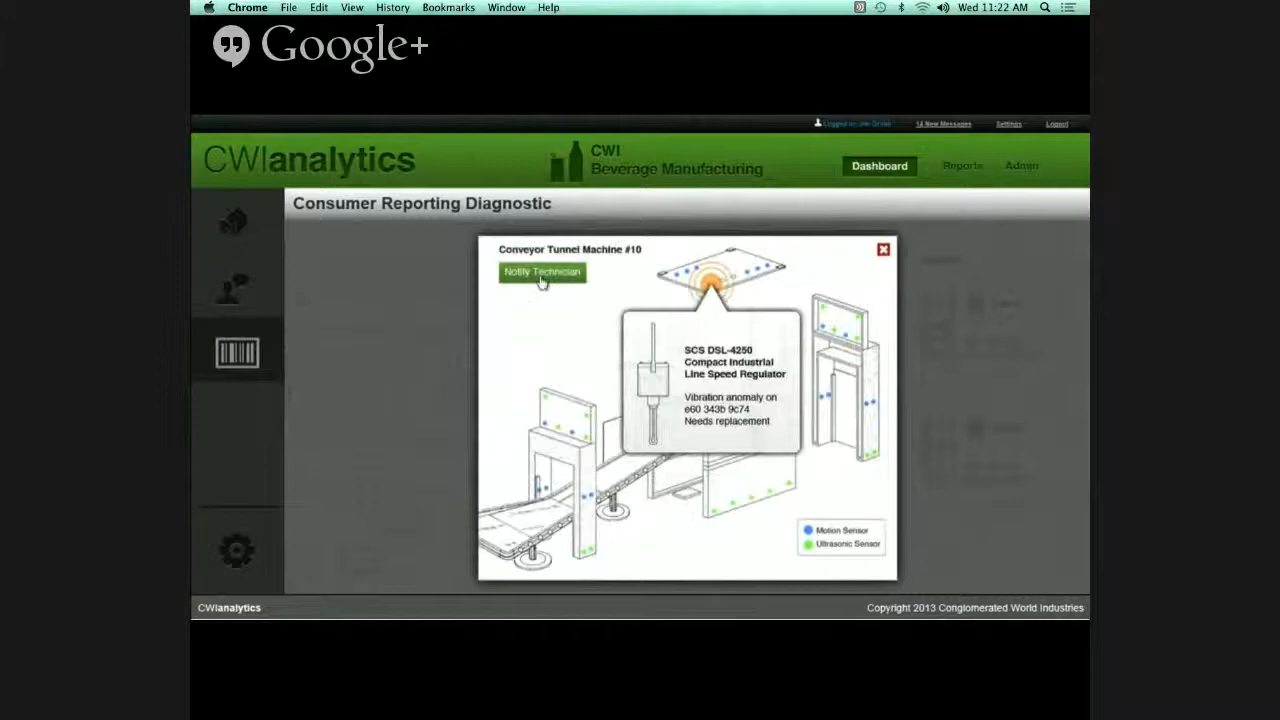 Chrome File Edit View History Bookmarks Window Help
Wed 11:22 AM
Google+
14 New Messages
Settings
Logout
CWIanalytics
CWI
Beverage Manufacturing
Dashboard
Reports
Admin
Consumer Reporting Diagnostic
Conveyor Tunnel Machine #10
Notify Technician
SCS DSL-4250
Compact Industrial
Line Speed Regulator
Vibration anomaly on
e60 343b 9c74
Needs replacement
Motion Sensor
Ultrasonic Sensor
CWIanalytics
Copyright 2013 Conglomerated World Industries